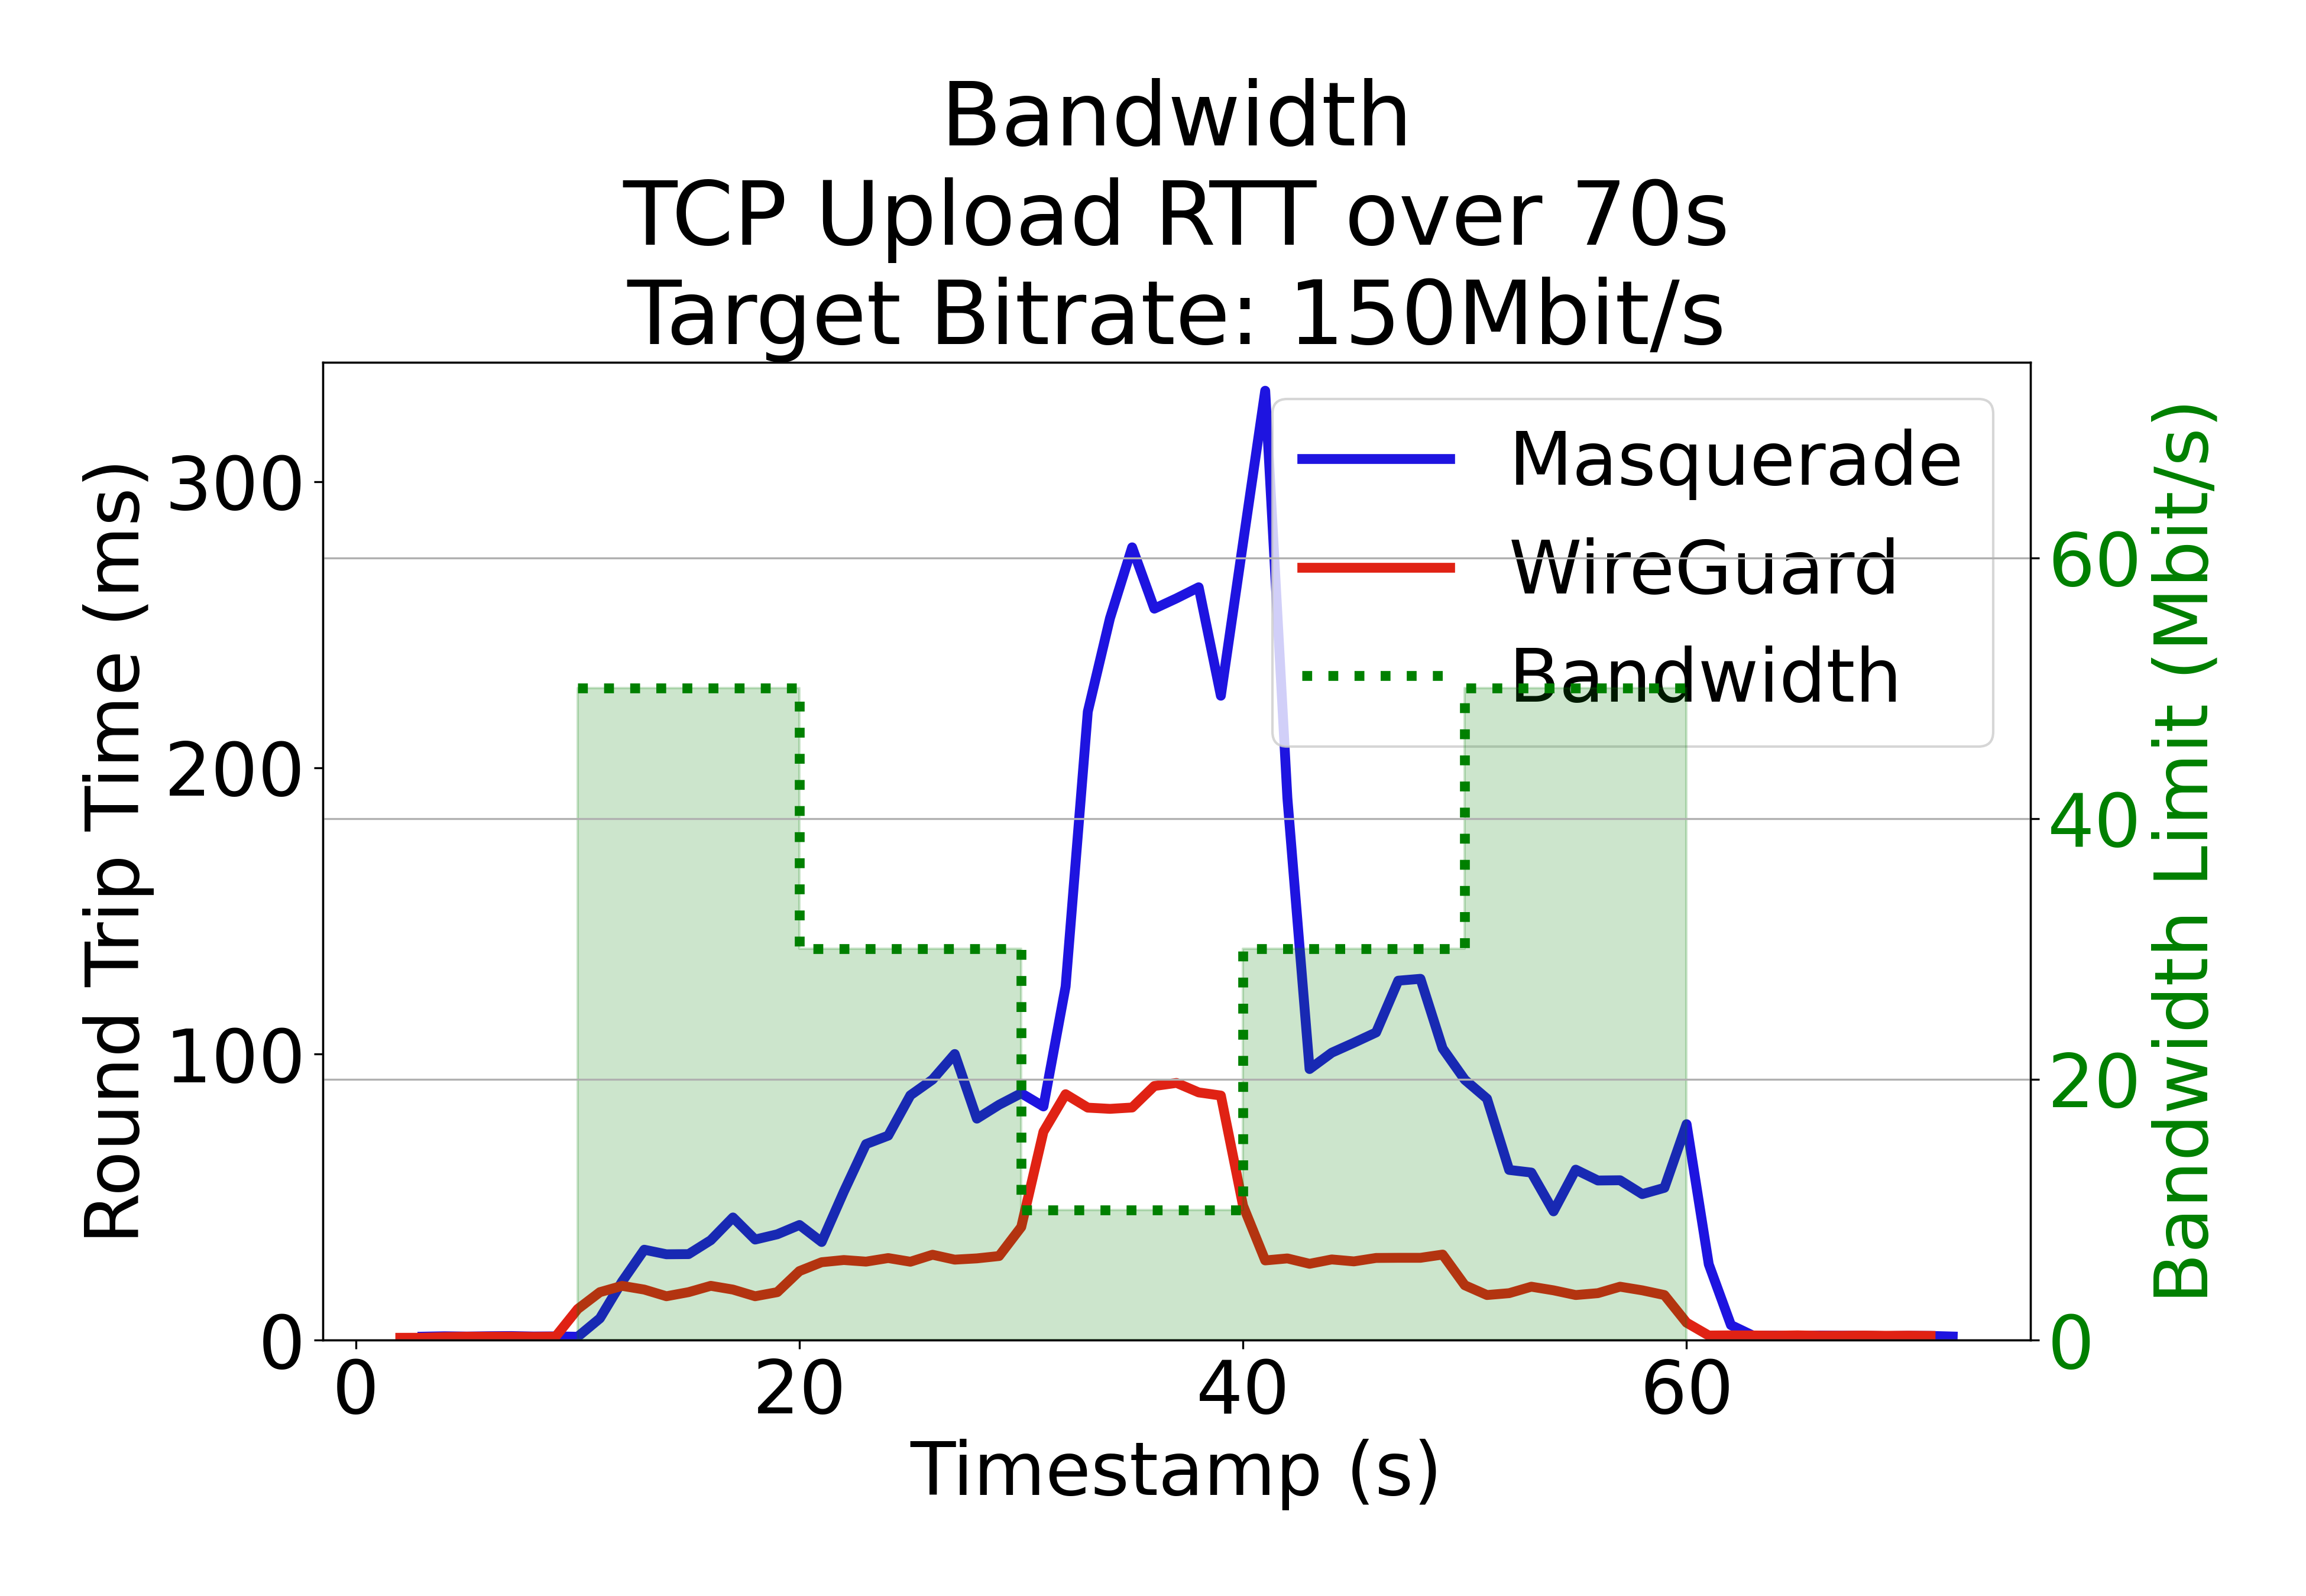 Bandwidth
TCP Upload RTT over 70s
Target Bitrate: 150Mbit/s
Round Trip Time (ms)
300
200
100
0
Masquerade
WireGuard
Bandwidth
60
40
20
0
Bandwidth Limit (Mbit/s)
0 20 40 60
Timestamp (s)